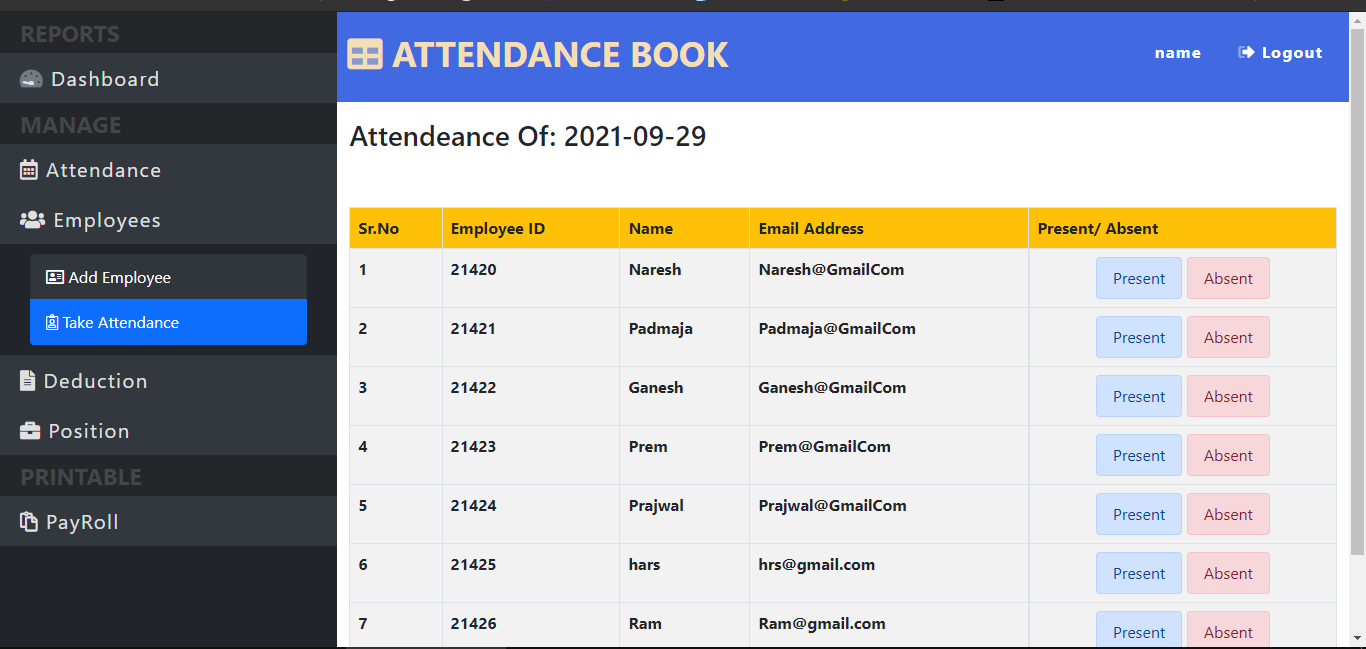 REPORTS
Dashboard
MANAGE
Attendance
Employees
Add Employee
Take Attendance
Deduction
Position
PRINTABLE
PayRoll
ATTENDANCE BOOK
name
Logout
Attendeance Of: 2021-09-29
Sr.No Employee ID Name Email Address Present/ Absent
1 21420 Naresh Naresh@GmailCom Present Absent
2 21421 Padmaja Padmaja@GmailCom Present Absent
3 21422 Ganesh Ganesh@GmailCom Present Absent
4 21423 Prem Prem@GmailCom Present Absent
5 21424 Prajwal Prajwal@GmailCom Present Absent
6 21425 hars hrs@gmail.com Present Absent
7 21426 Ram Ram@gmail.com Present Absent